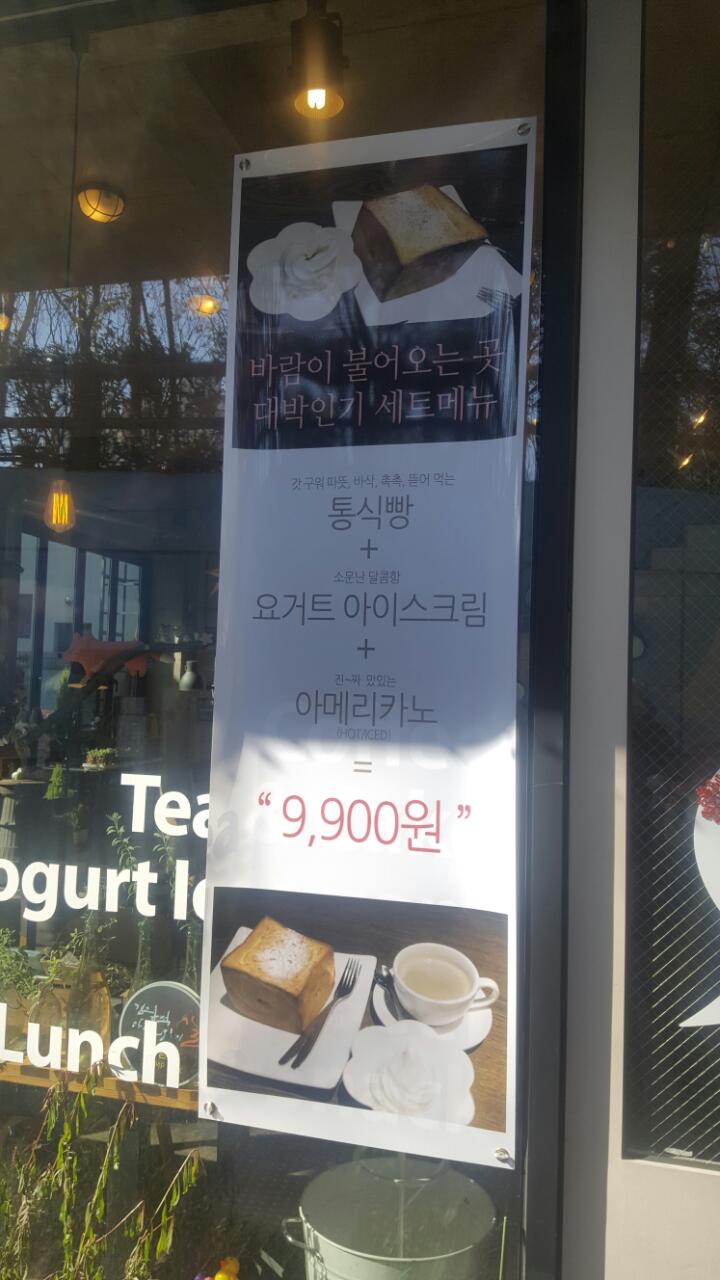 바람이 불어오는 곳
대박인기 세트메뉴
갓 구워 따뜻, 바삭, 촉촉, 뜯어 먹는
통식빵
+
소문난 달콤함
요거트 아이스크림
+
진~짜 맛있는
아메리카노
(HOT/ICED)
=
“ 9,900원 ”
Tea
ogurt Ic
Lunch